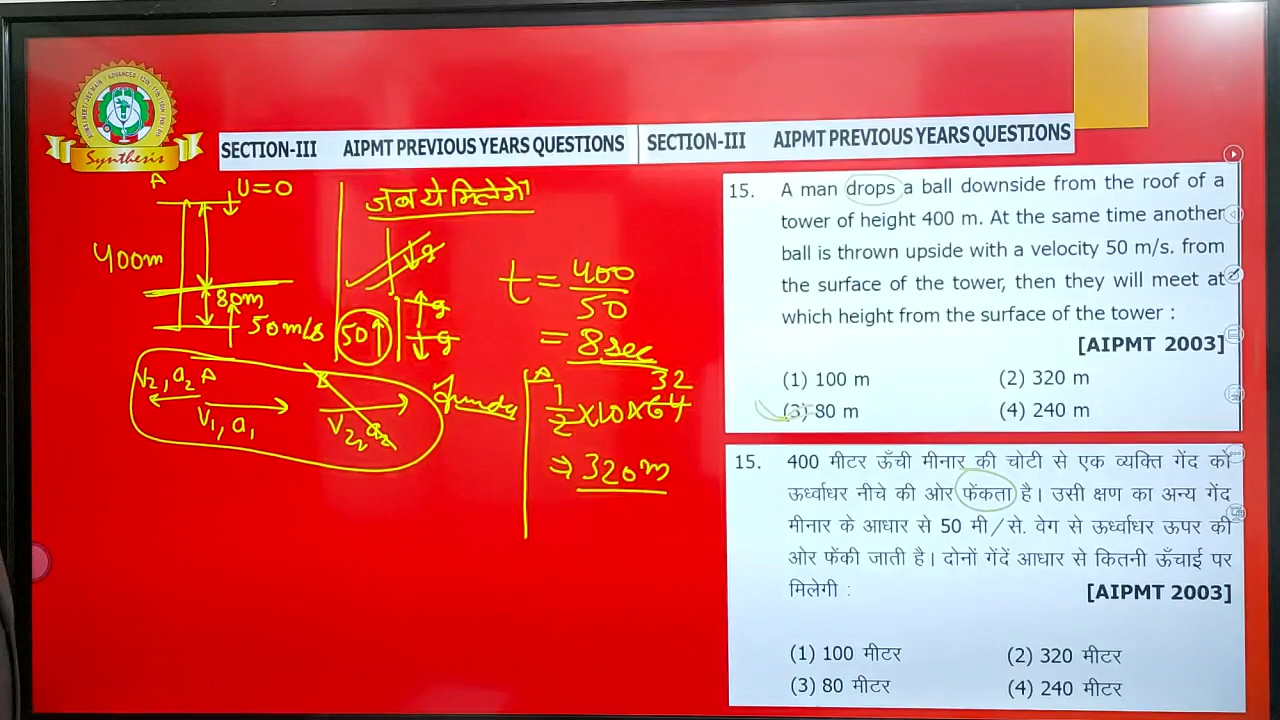 Synthesis
SECTION-III AIPMT PREVIOUS YEARS QUESTIONS
SECTION-III AIPMT PREVIOUS YEARS QUESTIONS
A
U=0
400m
80m
50m/s
V2, a2 A
V1, a1
V2, a2
Funda
जब ये मिलेगे
g
50
g
g
t = 400/50
= 8sec
A
32
1/2 x 10 x 64
⇒ 320m
15. A man drops a ball downside from the roof of a
tower of height 400 m. At the same time another
ball is thrown upside with a velocity 50 m/s. from
the surface of the tower, then they will meet at
which height from the surface of the tower :
[AIPMT 2003]
(1) 100 m (2) 320 m
(3) 80 m (4) 240 m
15. 400 मीटर ऊँची मीनार की चोटी से एक व्यक्ति गेंद को
ऊर्ध्वाधर नीचे की ओर फेंकता है। उसी क्षण का अन्य गेंद
मीनार के आधार से 50 मी/से. वेग से ऊर्ध्वाधर ऊपर की
ओर फेंकी जाती है। दोनों गेंदें आधार से कितनी ऊँचाई पर
मिलेगी :
[AIPMT 2003]
(1) 100 मीटर (2) 320 मीटर
(3) 80 मीटर (4) 240 मीटर